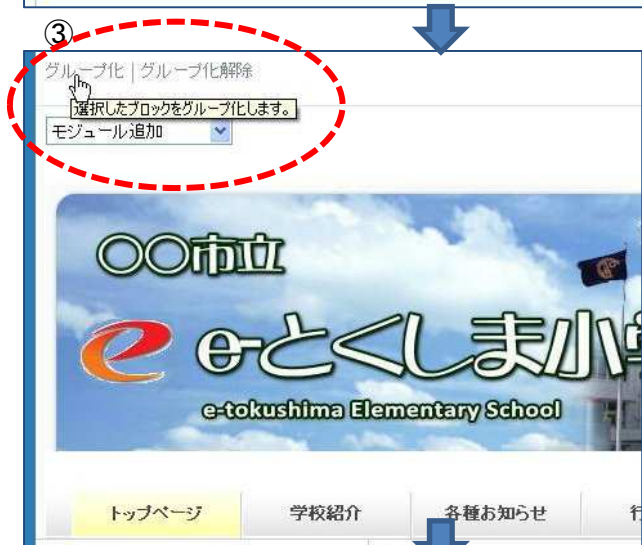 ③
グループ化 | グループ化解除
選択したブロックをグループ化します。
モジュール追加
〇〇市立
e e-とくしま小学
e-tokushima Elementary School
トップページ 学校紹介 各種お知らせ 行